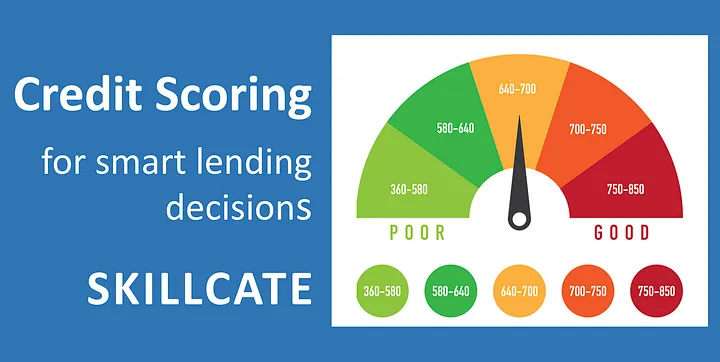 Credit Scoring
for smart lending
decisions
SKILLCATE
640-700
580-640
700-750
360-580
750-850
POOR
GOOD
360-580
580-640
640-700
700-750
750-850